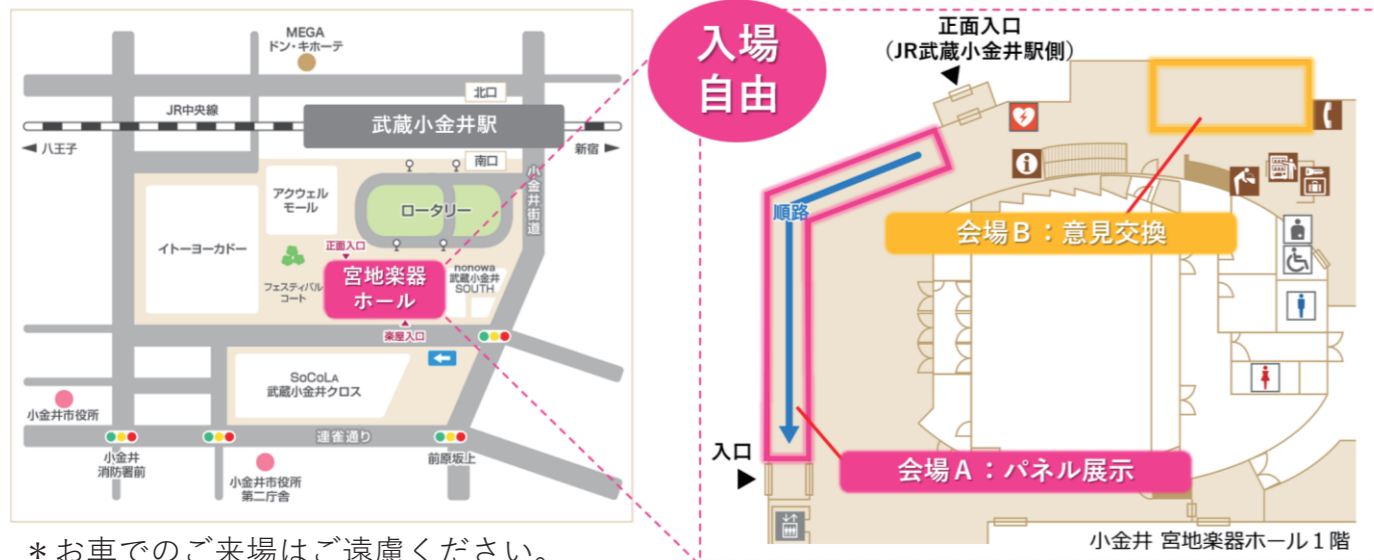 MEGA
ドン・キホーテ
北口
JR中央線
武蔵小金井駅
八王子
新宿
南口
小金井街道
アクウェル
モール
ロータリー
イトーヨーカドー
正面入口
フェスティバル
コート
宮地楽器
ホール
nonowa
武蔵小金井
SOUTH
楽屋入口
SoCoLA
武蔵小金井クロス
小金井市役所
連雀通り
小金井
消防署前
小金井市役所
第二庁舎
前原坂上
＊お車でのご来場はご遠慮ください。
入場
自由
正面入口
（JR武蔵小金井駅側）
順路
会場B：意見交換
入口
会場A：パネル展示
小金井 宮地楽器ホール１階